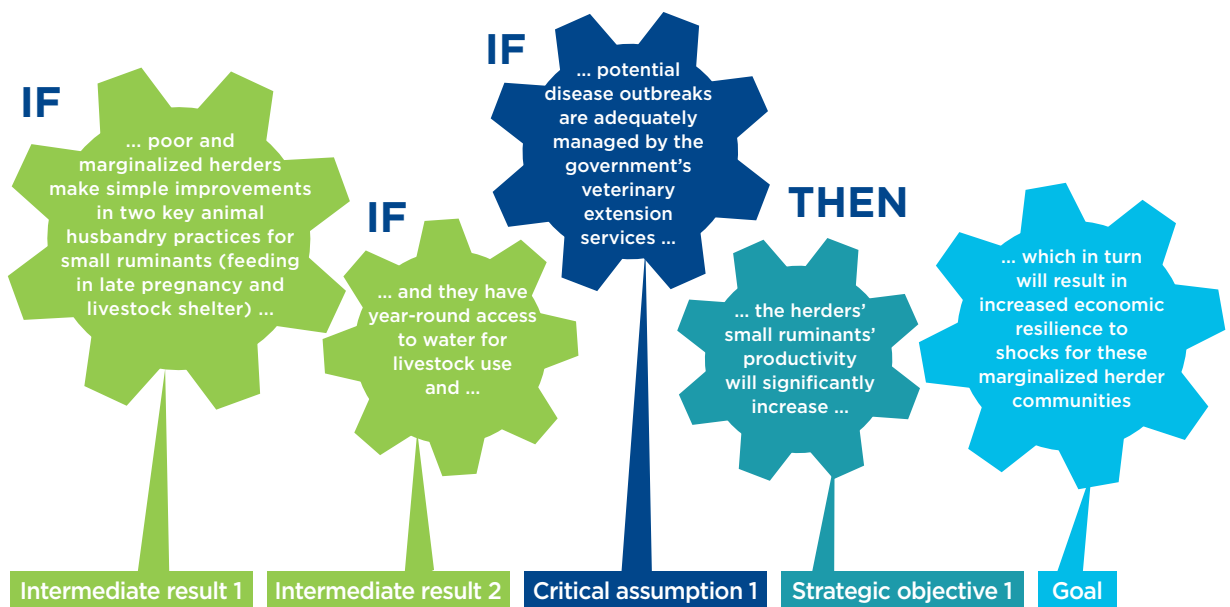 IF
... poor and
marginalized herders
make simple improvements
in two key animal
husbandry practices for
small ruminants (feeding
in late pregnancy and
livestock shelter) ...
IF
... and they have
year-round access
to water for
livestock use
and ...
IF
... potential
disease outbreaks
are adequately
managed by the
government’s
veterinary
extension
services ...
THEN
... the herders’
small ruminants’
productivity
will significantly
increase ...
... which in turn
will result in
increased economic
resilience to
shocks for these
marginalized herder
communities
Intermediate result 1
Intermediate result 2
Critical assumption 1
Strategic objective 1
Goal